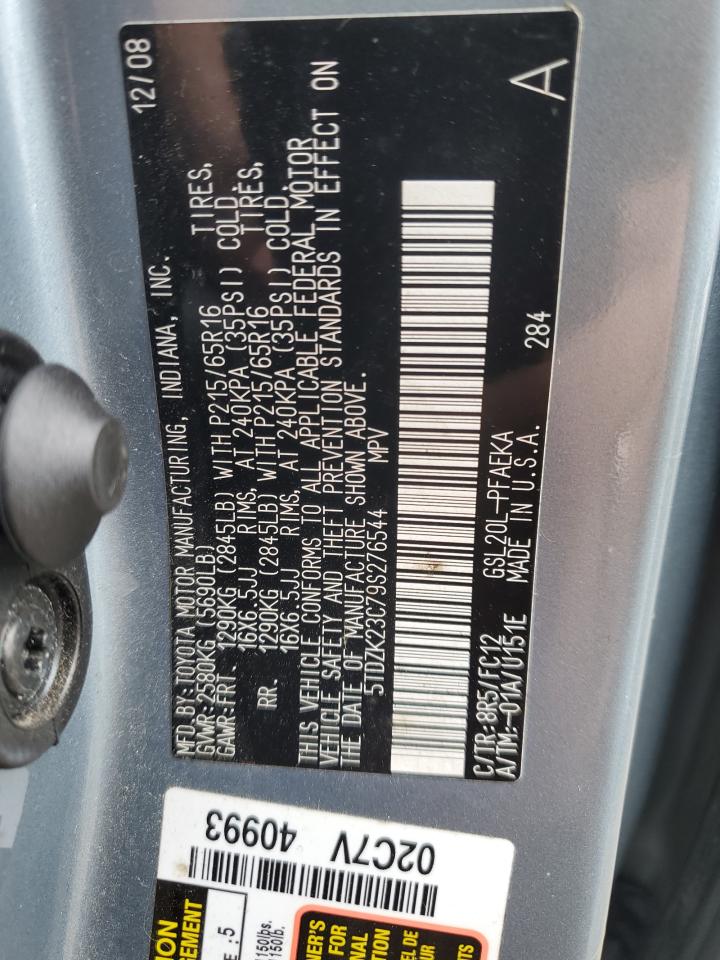 12/08
MFD.BY:TOYOTA MOTOR MANUFACTURING, INDIANA, INC.
GVWR:2580KG (5690LB)
GAWR:FRT. 1290KG (2845LB) WITH P215/65R16 TIRES,
16X6.5JJ RIMS, AT 240KPA (35PSI) COLD.
RR. 1290KG (2845LB) WITH P215/65R16 TIRES,
16X6.5JJ RIMS, AT 240KPA (35PSI) COLD.
THIS VEHICLE CONFORMS TO ALL APPLICABLE FEDERAL MOTOR
VEHICLE SAFETY AND THEFT PREVENTION STANDARDS IN EFFECT ON
THE DATE OF MANUFACTURE SHOWN ABOVE.
5TDZK23C79S276544 MPV
C/TR:8R5/FC12 GSL20L-PFAEKA 284
A/TM:-01A/U151E MADE IN U.S.A. A
02C7V 40993